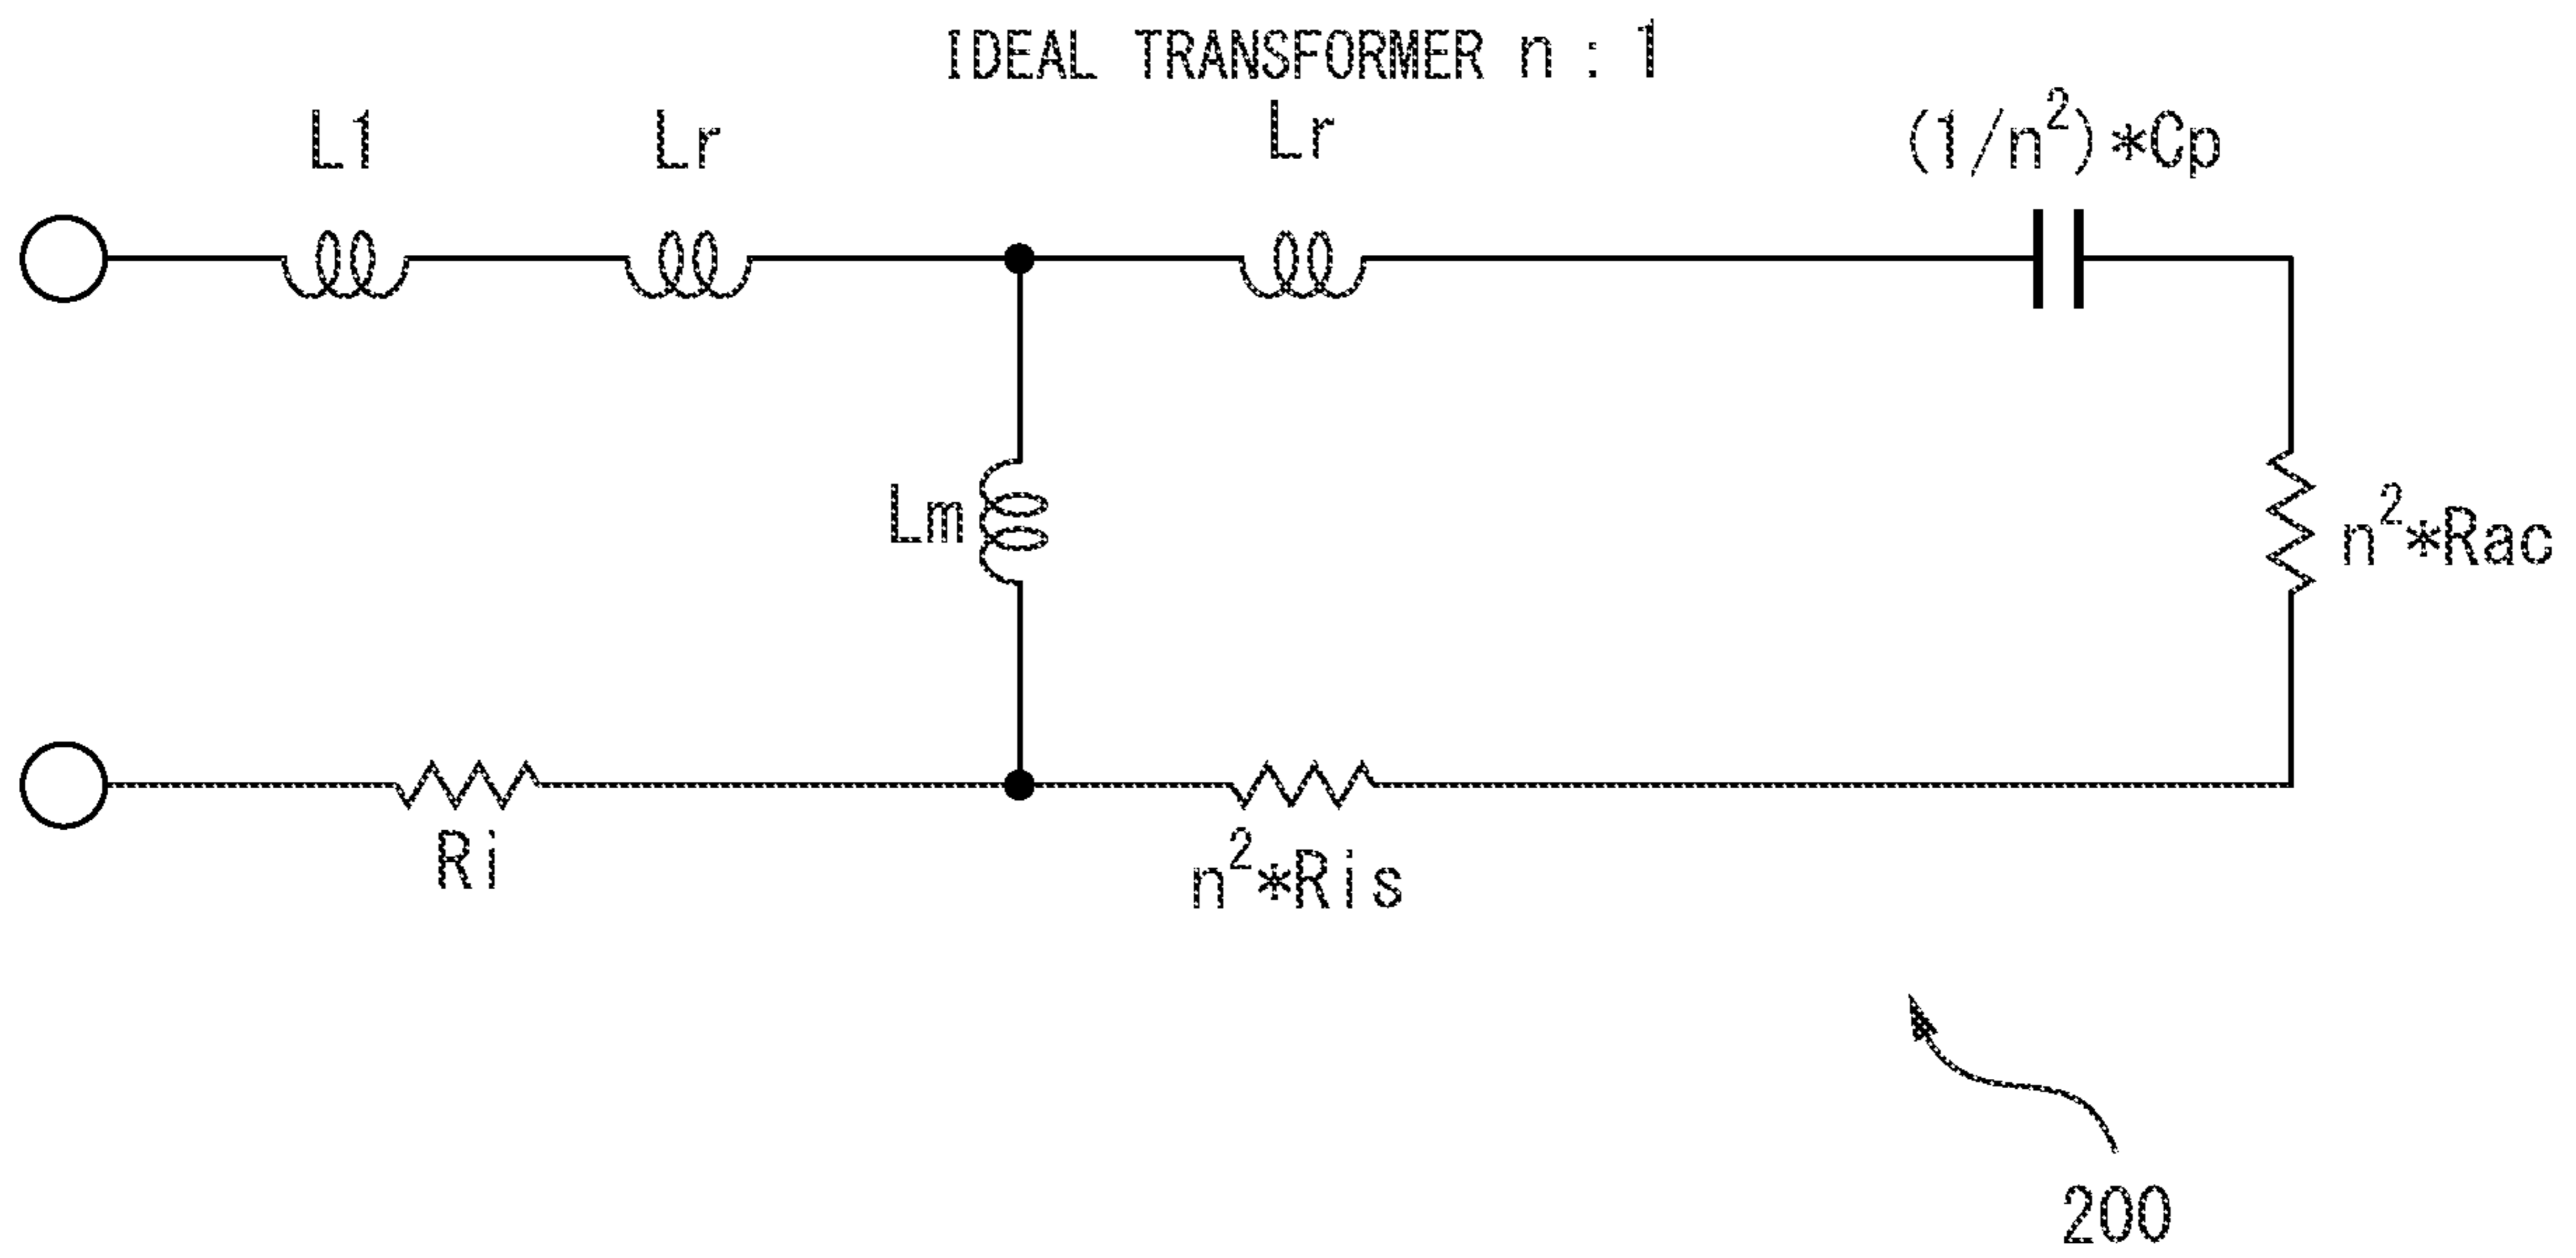 IDEAL TRANSFORMER n : 1
L1
Lr
Lr
(1/n²)*Cp
Lm
n²*Rac
Ri
n²*Ris
200